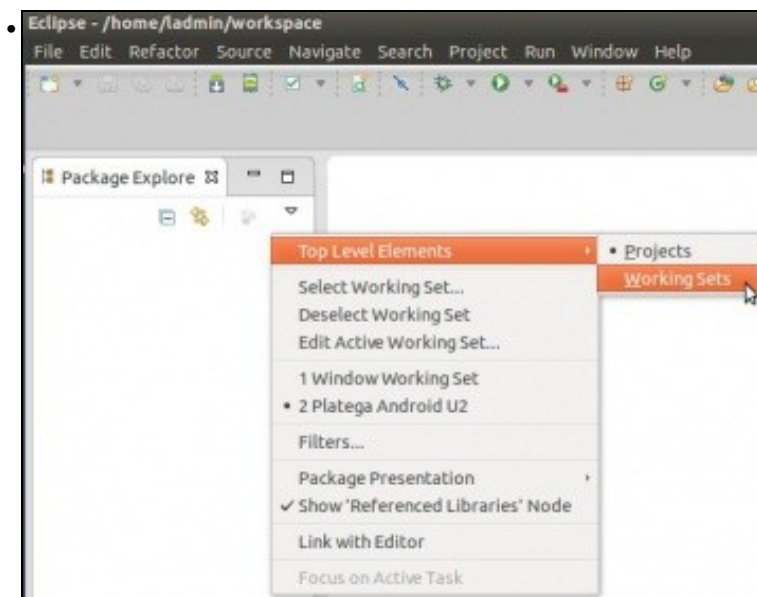 Eclipse - /home/ladmin/workspace
File Edit Refactor Source Navigate Search Project Run Window Help
Package Explore
Top Level Elements
Projects
Working Sets
Select Working Set...
Deselect Working Set
Edit Active Working Set...
1 Window Working Set
2 Platega Android U2
Filters...
Package Presentation
Show 'Referenced Libraries' Node
Link with Editor
Focus on Active Task